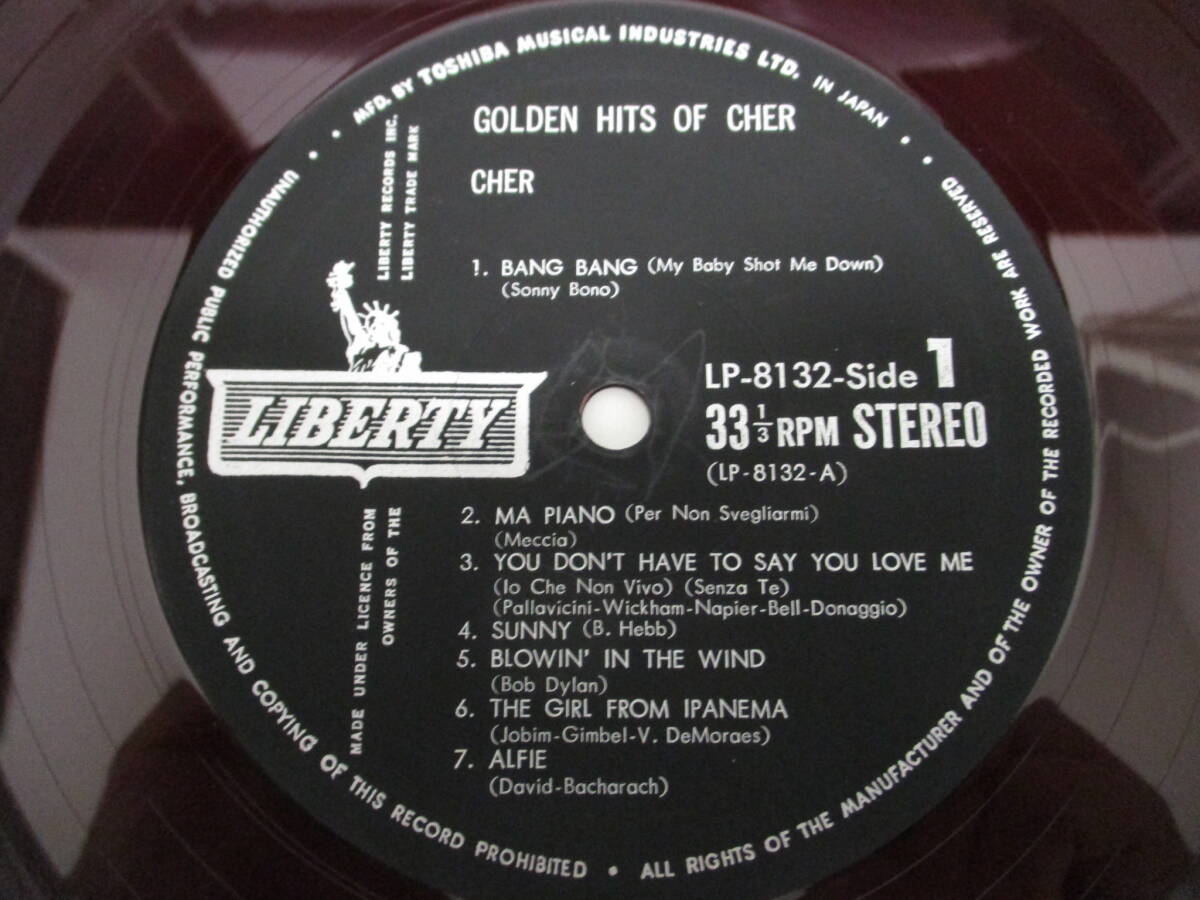 MFD. BY TOSHIBA MUSICAL INDUSTRIES LTD. IN JAPAN
GOLDEN HITS OF CHER
CHER
LIBERTY RECORDS INC.
LIBERTY TRADE MARK
1. BANG BANG (My Baby Shot Me Down)
(Sonny Bono)
LIBERTY
LP-8132-Side 1
33 1/3 RPM STEREO
(LP-8132-A)
MADE UNDER LICENCE FROM
OWNERS OF THE
2. MA PIANO (Per Non Svegliarmi)
(Meccia)
3. YOU DON'T HAVE TO SAY YOU LOVE ME
(Io Che Non Vivo) (Senza Te)
(Pallavicini-Wickham-Napier-Bell-Donaggio)
4. SUNNY (B. Hebb)
5. BLOWIN' IN THE WIND
(Bob Dylan)
6. THE GIRL FROM IPANEMA
(Jobim-Gimbel-V. DeMoraes)
7. ALFIE
(David-Bacharach)
UNAUTHORIZED PUBLIC PERFORMANCE, BROADCASTING AND COPYING OF THIS RECORD PROHIBITED • ALL RIGHTS OF THE MANUFACTURER AND OF THE OWNER OF THE RECORDED WORK ARE RESERVED